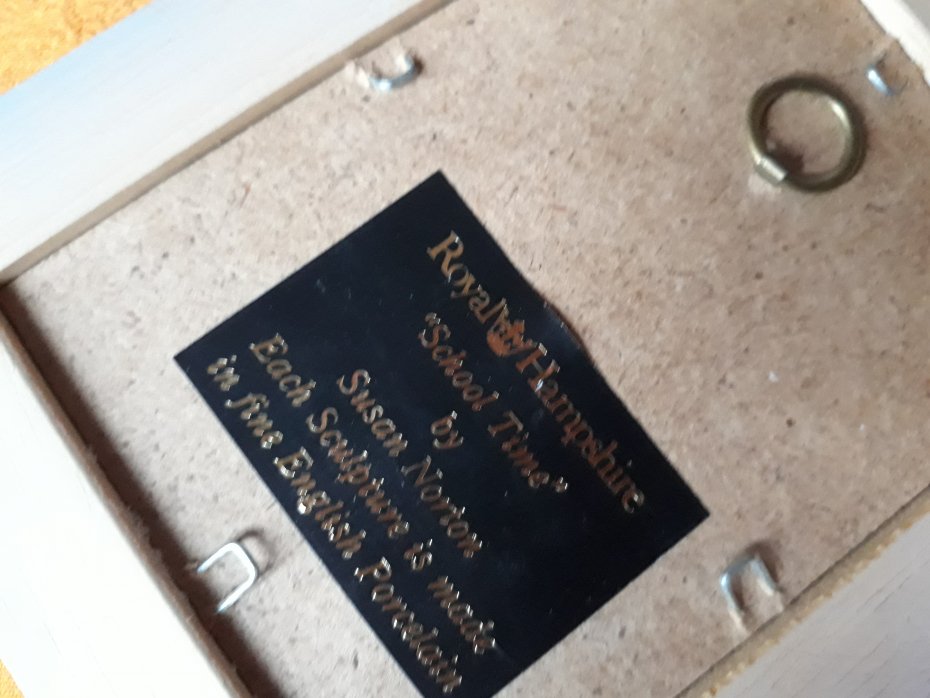 Royal Hampshire
"School Time"
by
Susan Norton
Each Sculpture is made
in fine English Porcelain